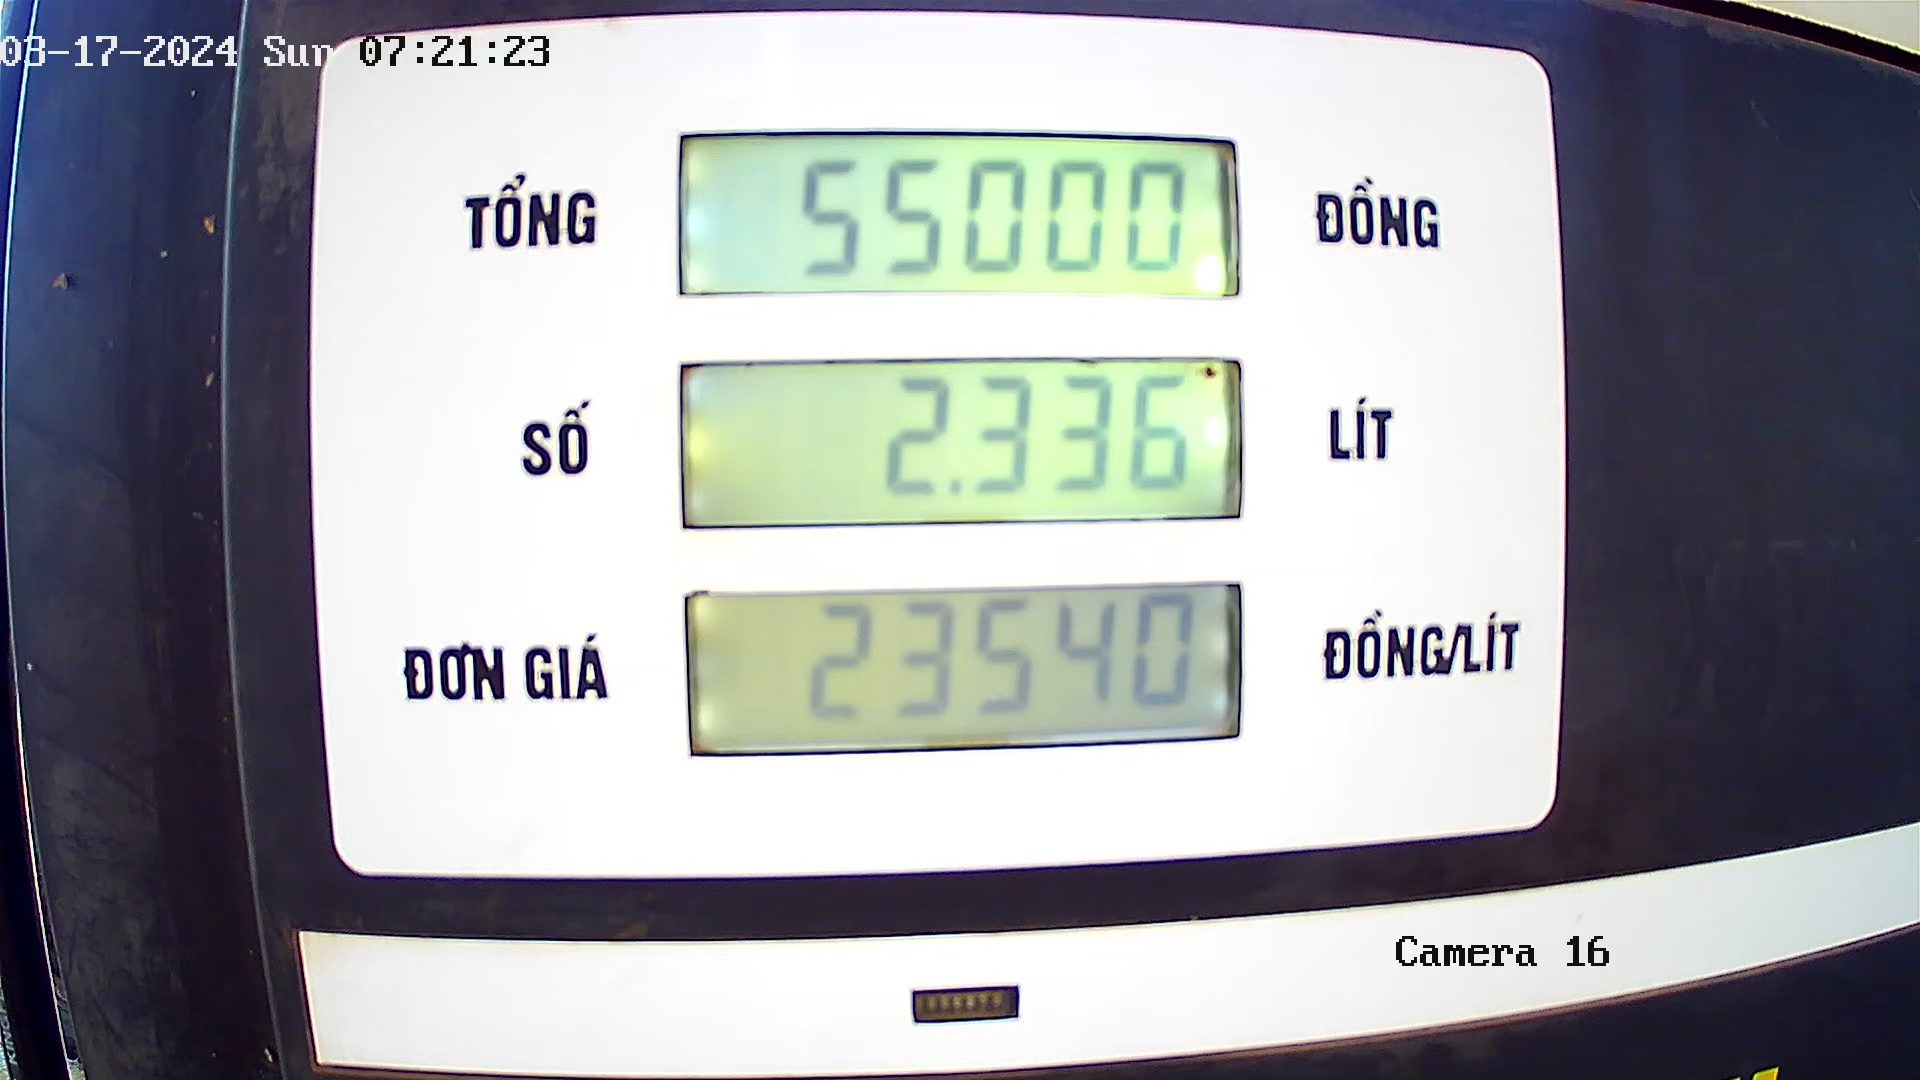 03-17-2024 Sun 07:21:23
TỔNG 55000 ĐỒNG
SỐ 2.336 LÍT
ĐƠN GIÁ 23540 ĐỒNG/LÍT
Camera 16